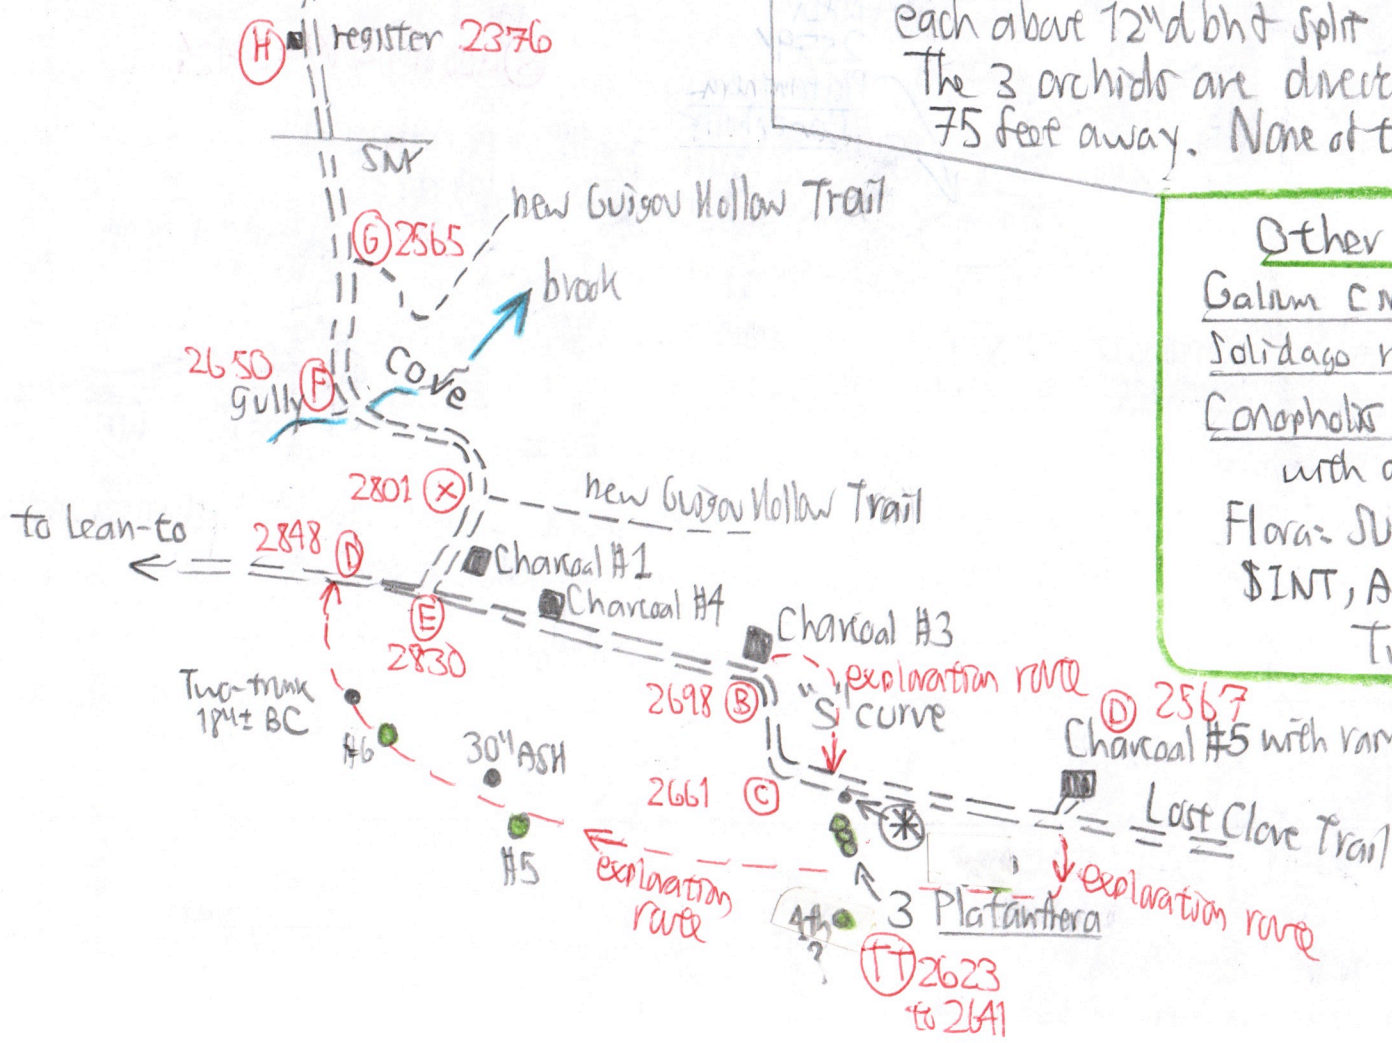 each about 12" dbh & split
The 3 orchids are direct
75 feet away. None of t
H register 2376
SNY
G 2565
new Guigou Hollow Trail
brook
2650 F
Gully
Cove
2801 X
new Guigou Hollow Trail
to Lean-to
2848 D
Charcoal #1
Charcoal #4
E
2830
Charcoal #3
exploration route
"S" curve
2698 B
D 2567
Charcoal #5 with ram
Two-trunk
18"± BC
#6
30" ASH
2661 C
*
Lost Clove Trail
#5
exploration
route
exploration route
3 Platanthera
4th
?
TT 2623
to 2641
Other
Galium
Solidago r
Conopholis
with
Flora=
$INT, A
T